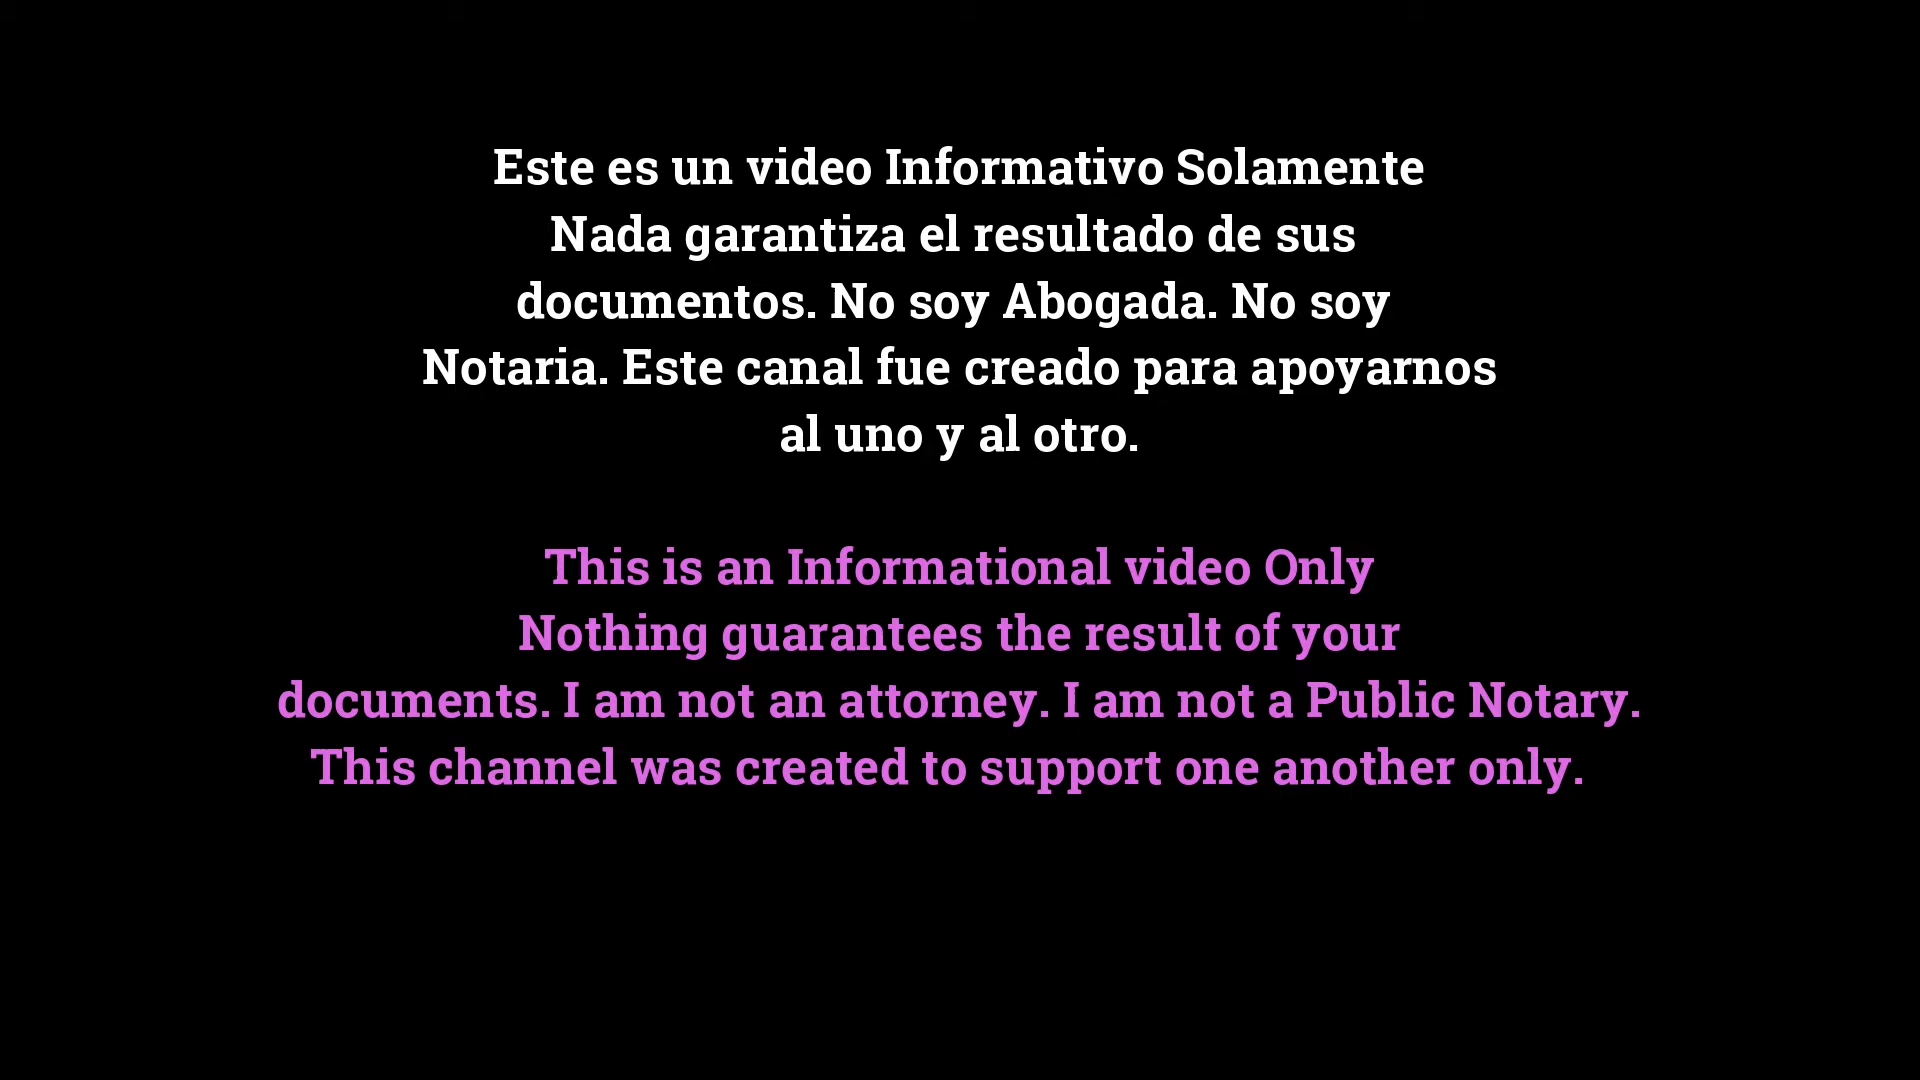 Este es un video Informativo Solamente
Nada garantiza el resultado de sus
documentos. No soy Abogada. No soy
Notaria. Este canal fue creado para apoyarnos
al uno y al otro.
This is an Informational video Only
Nothing guarantees the result of your
documents. I am not an attorney. I am not a Public Notary.
This channel was created to support one another only.